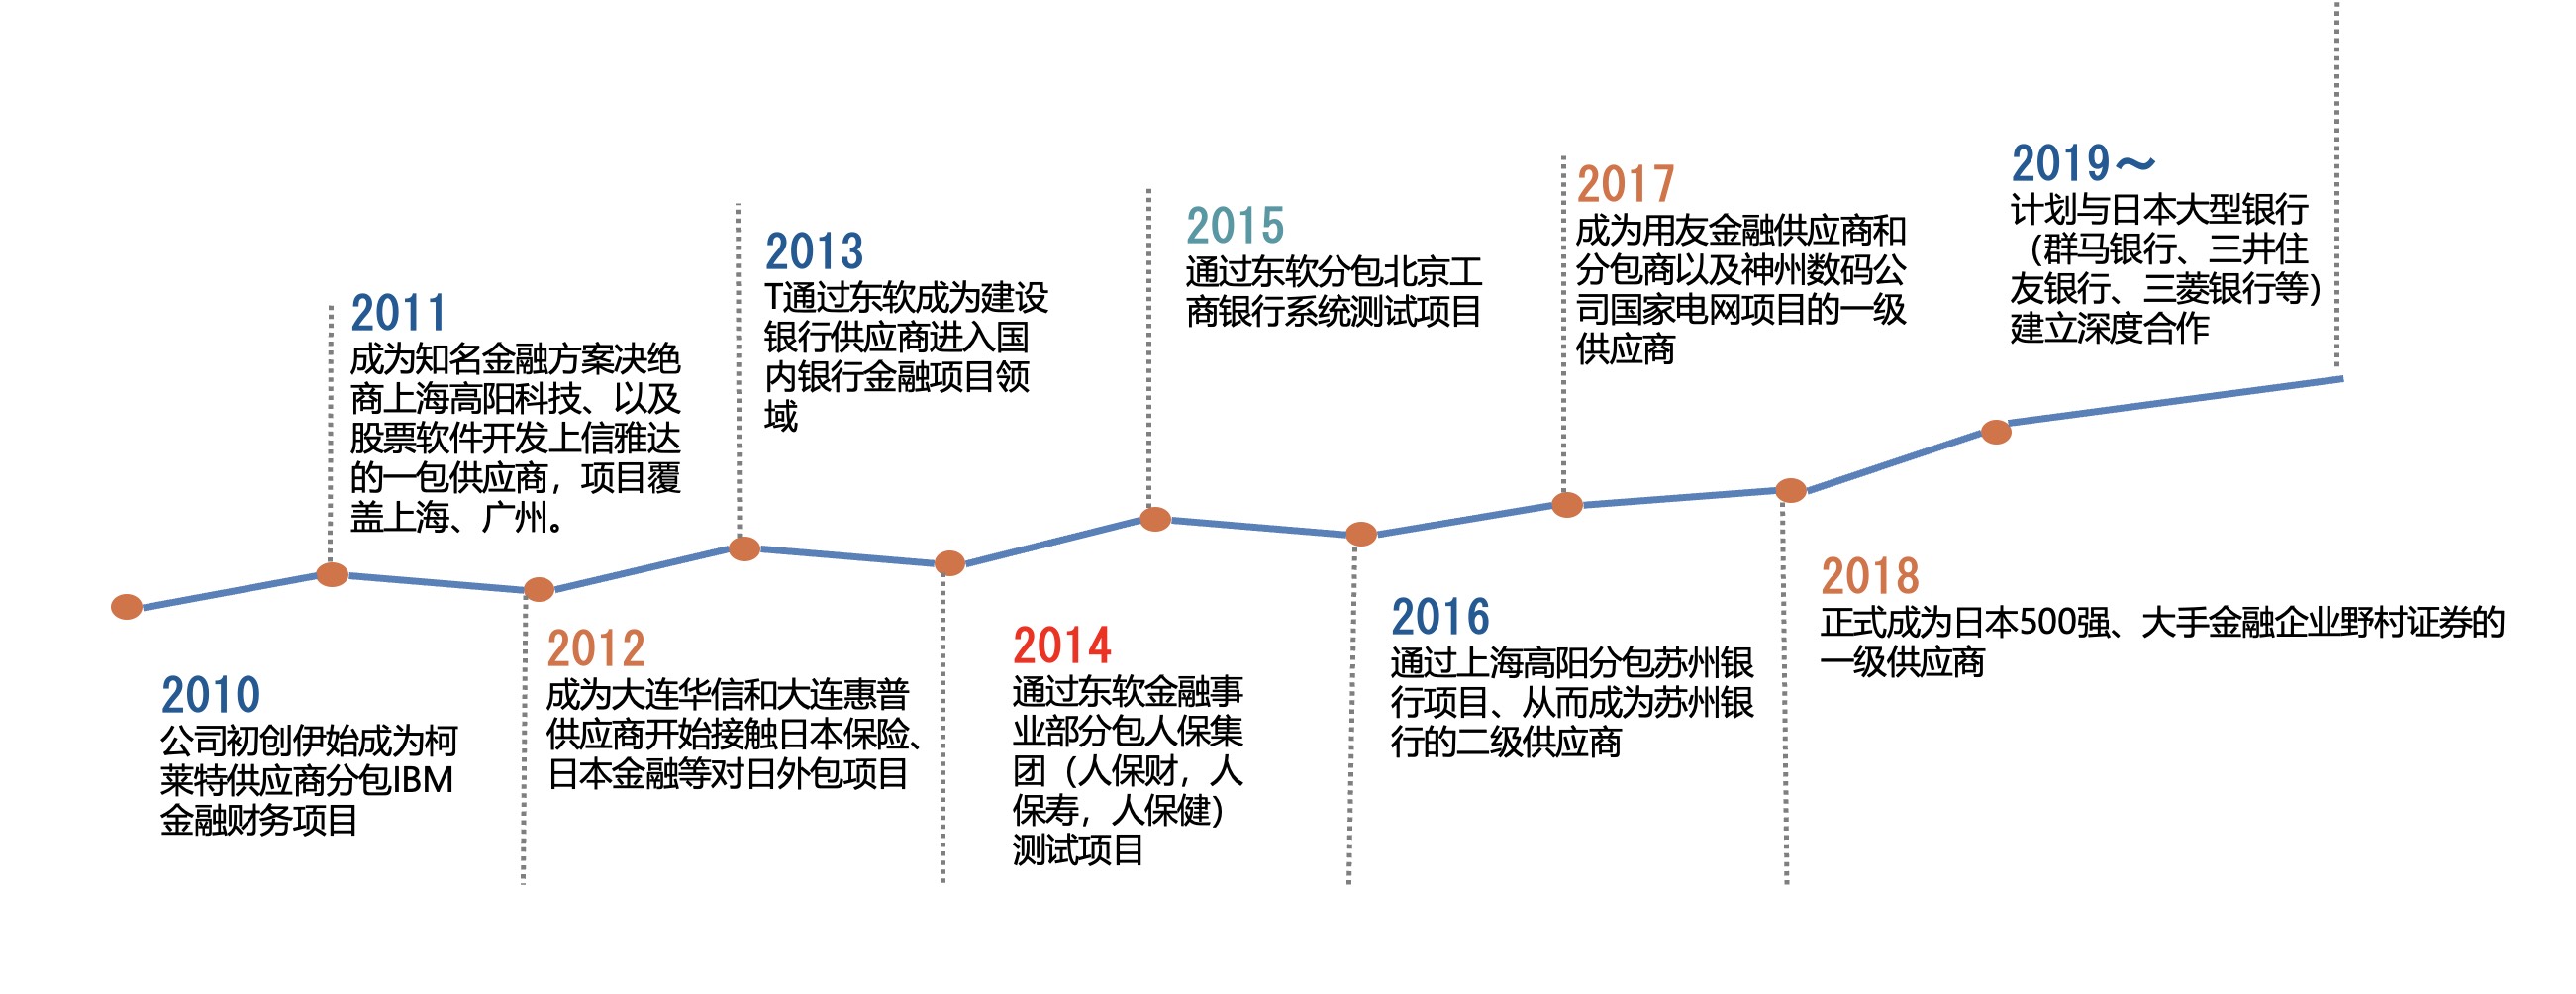 2010
公司初创伊始成为柯
莱特供应商分包IBM
金融财务项目
2011
成为知名金融方案决绝
商上海高阳科技、以及
股票软件开发上信雅达
的一包供应商，项目覆
盖上海、广州。
2012
成为大连华信和大连惠普
供应商开始接触日本保险、
日本金融等对日外包项目
2013
T通过东软成为建设
银行供应商进入国
内银行金融项目领
域
2014
通过东软金融事
业部分包人保集
团（人保财，人
保寿，人保健）
测试项目
2015
通过东软分包北京工
商银行系统测试项目
2016
通过上海高阳分包苏州银
行项目、从而成为苏州银
行的二级供应商
2017
成为用友金融供应商和
分包商以及神州数码公
司国家电网项目的一级
供应商
2018
正式成为日本500强、大手金融企业野村证券的
一级供应商
2019～
计划与日本大型银行
（群马银行、三井住
友银行、三菱银行等）
建立深度合作